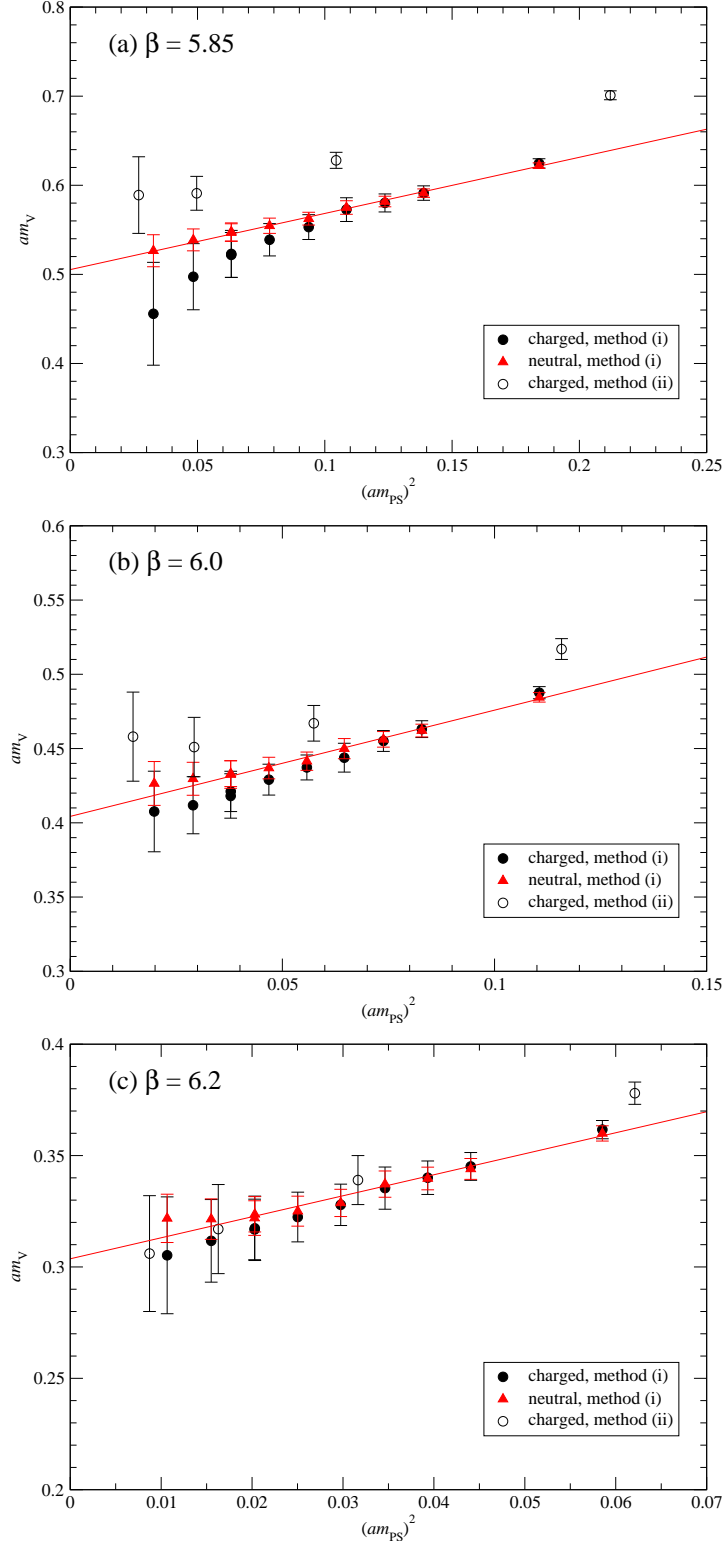 (a) β = 5.85
0.8
0.7
0.6
0.5
0.4
0.3
am_V
charged, method (i)
neutral, method (i)
charged, method (ii)
0 0.05 0.1 0.15 0.2 0.25
(am_PS)^2
(b) β = 6.0
0.6
0.55
0.5
0.45
0.4
0.35
0.3
am_V
charged, method (i)
neutral, method (i)
charged, method (ii)
0 0.05 0.1 0.15
(am_PS)^2
(c) β = 6.2
0.4
0.35
0.3
0.25
0.2
am_V
charged, method (i)
neutral, method (i)
charged, method (ii)
0 0.01 0.02 0.03 0.04 0.05 0.06 0.07
(am_PS)^2